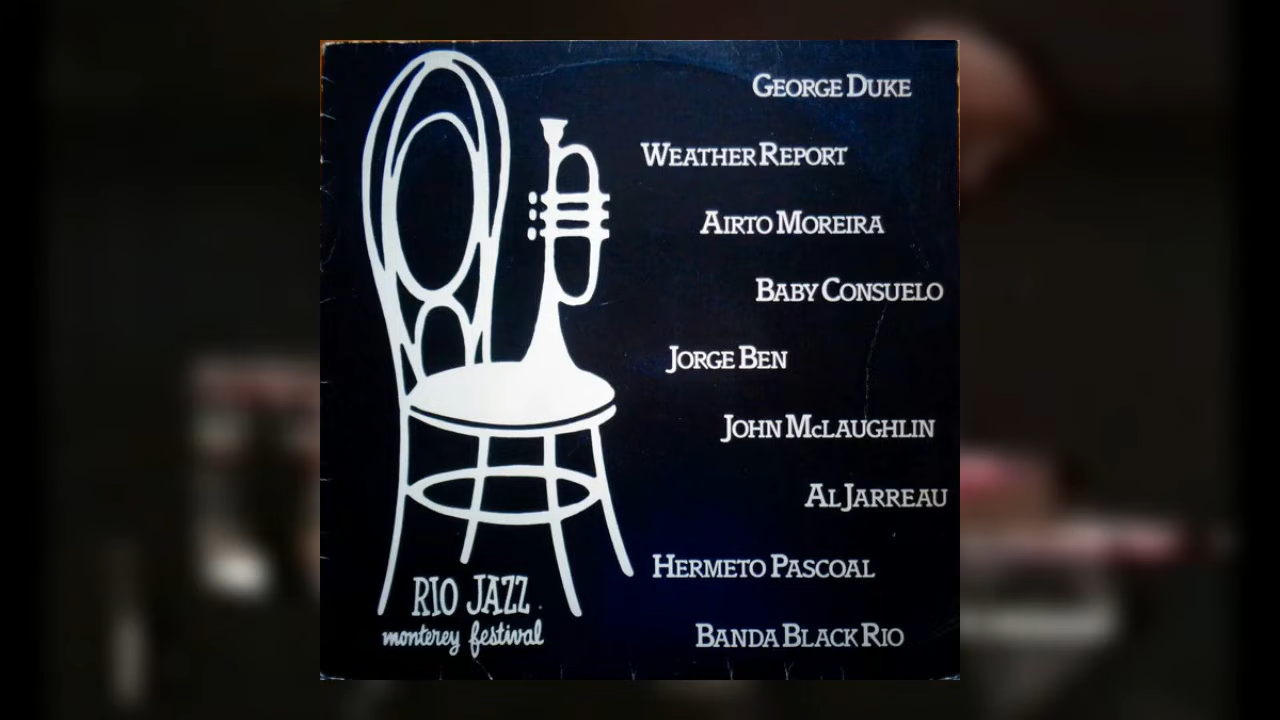 GEORGE DUKE
WEATHER REPORT
AIRTO MOREIRA
BABY CONSUELO
JORGE BEN
JOHN McLAUGHLIN
AL JARREAU
HERMETO PASCOAL
BANDA BLACK RIO
RIO JAZZ
monterey festival